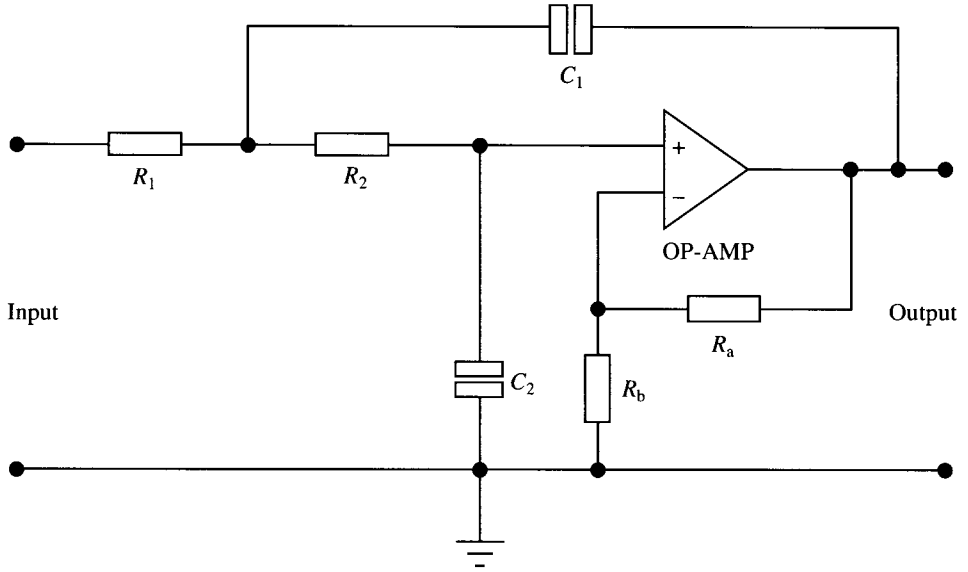 C1
R1
R2
+
−
OP-AMP
Input
Output
Ra
C2
Rb